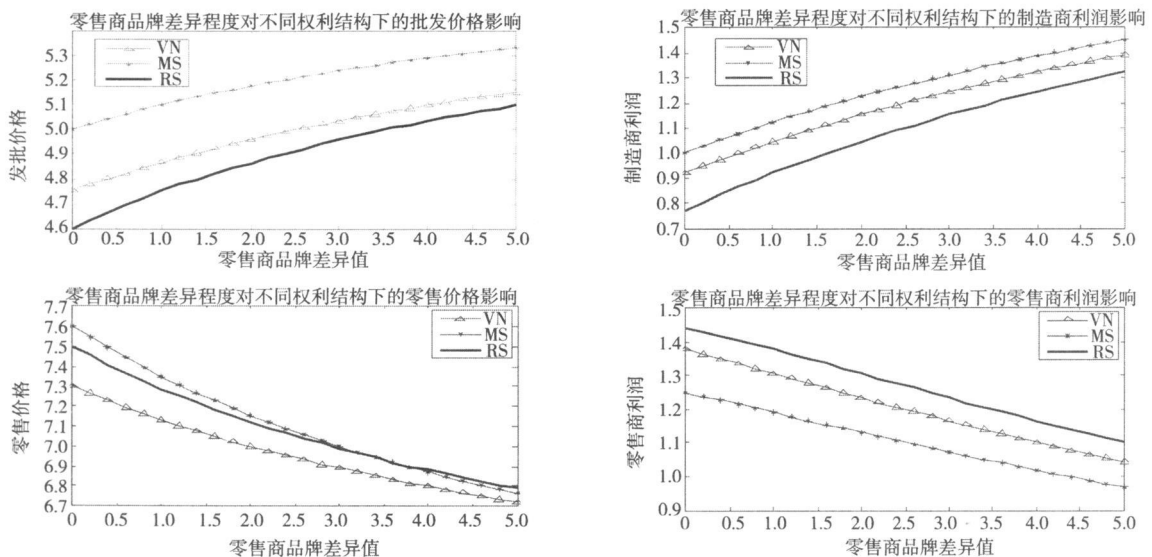 零售商品牌差异程度对不同权利结构下的批发价格影响
VN
MS
RS
5.3
5.2
5.1
5.0
4.9
4.8
4.7
4.6
发批价格
0 0.5 1.0 1.5 2.0 2.5 3.0 3.5 4.0 4.5 5.0
零售商品牌差异值
零售商品牌差异程度对不同权利结构下的制造商利润影响
VN
MS
RS
1.5
1.4
1.3
1.2
1.1
1.0
0.9
0.8
0.7
制造商利润
0 0.5 1.0 1.5 2.0 2.5 3.0 3.5 4.0 4.5 5.0
零售商品牌差异值
零售商品牌差异程度对不同权利结构下的零售价格影响
VN
MS
RS
7.7
7.6
7.5
7.4
7.3
7.2
7.1
7.0
6.9
6.8
6.7
零售价格
0 0.5 1.0 1.5 2.0 2.5 3.0 3.5 4.0 4.5 5.0
零售商品牌差异值
零售商品牌差异程度对不同权利结构下的零售商利润影响
VN
MS
RS
1.5
1.4
1.3
1.2
1.1
1.0
0.9
零售商利润
0 0.5 1.0 1.5 2.0 2.5 3.0 3.5 4.0 4.5 5.0
零售商品牌差异值